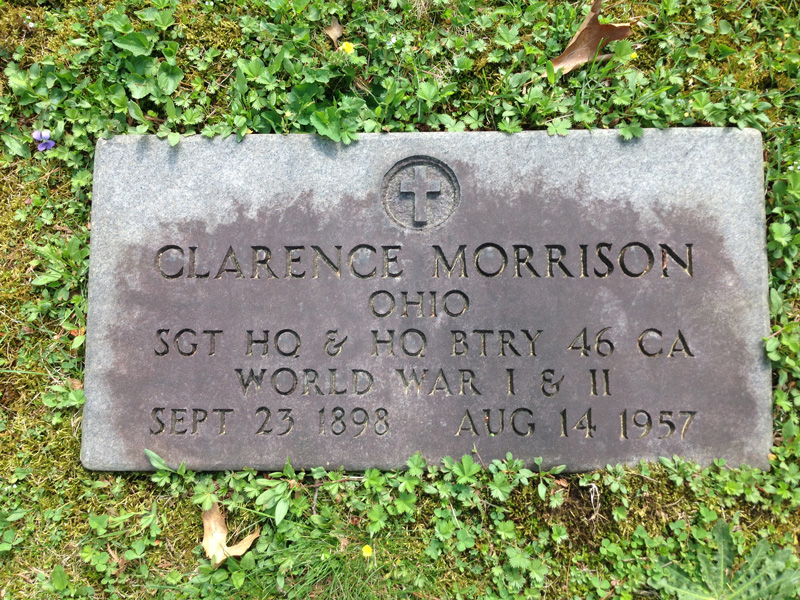 CLARENCE MORRISON
OHIO
SGT HQ & HQ BTRY 46 CA
WORLD WAR I & II
SEPT 23 1898 AUG 14 1957